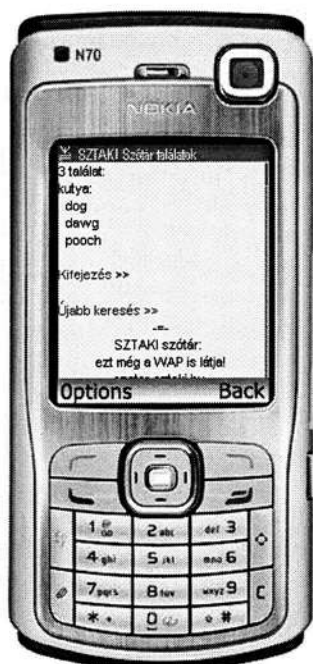 N70
NOKIA
SZTAKI Szótár találatok
3 találat:
kutya:
dog
dawg
pooch
Kifejezés >>
Újabb keresés >>
-=-
SZTAKI szótár:
ezt még a WAP is látja!
Options Back
1
2 abc
def 3
4 ghi
5 jkl
mno 6
7 pqrs
8 tuv
wxyz 9
C
* +
0
#